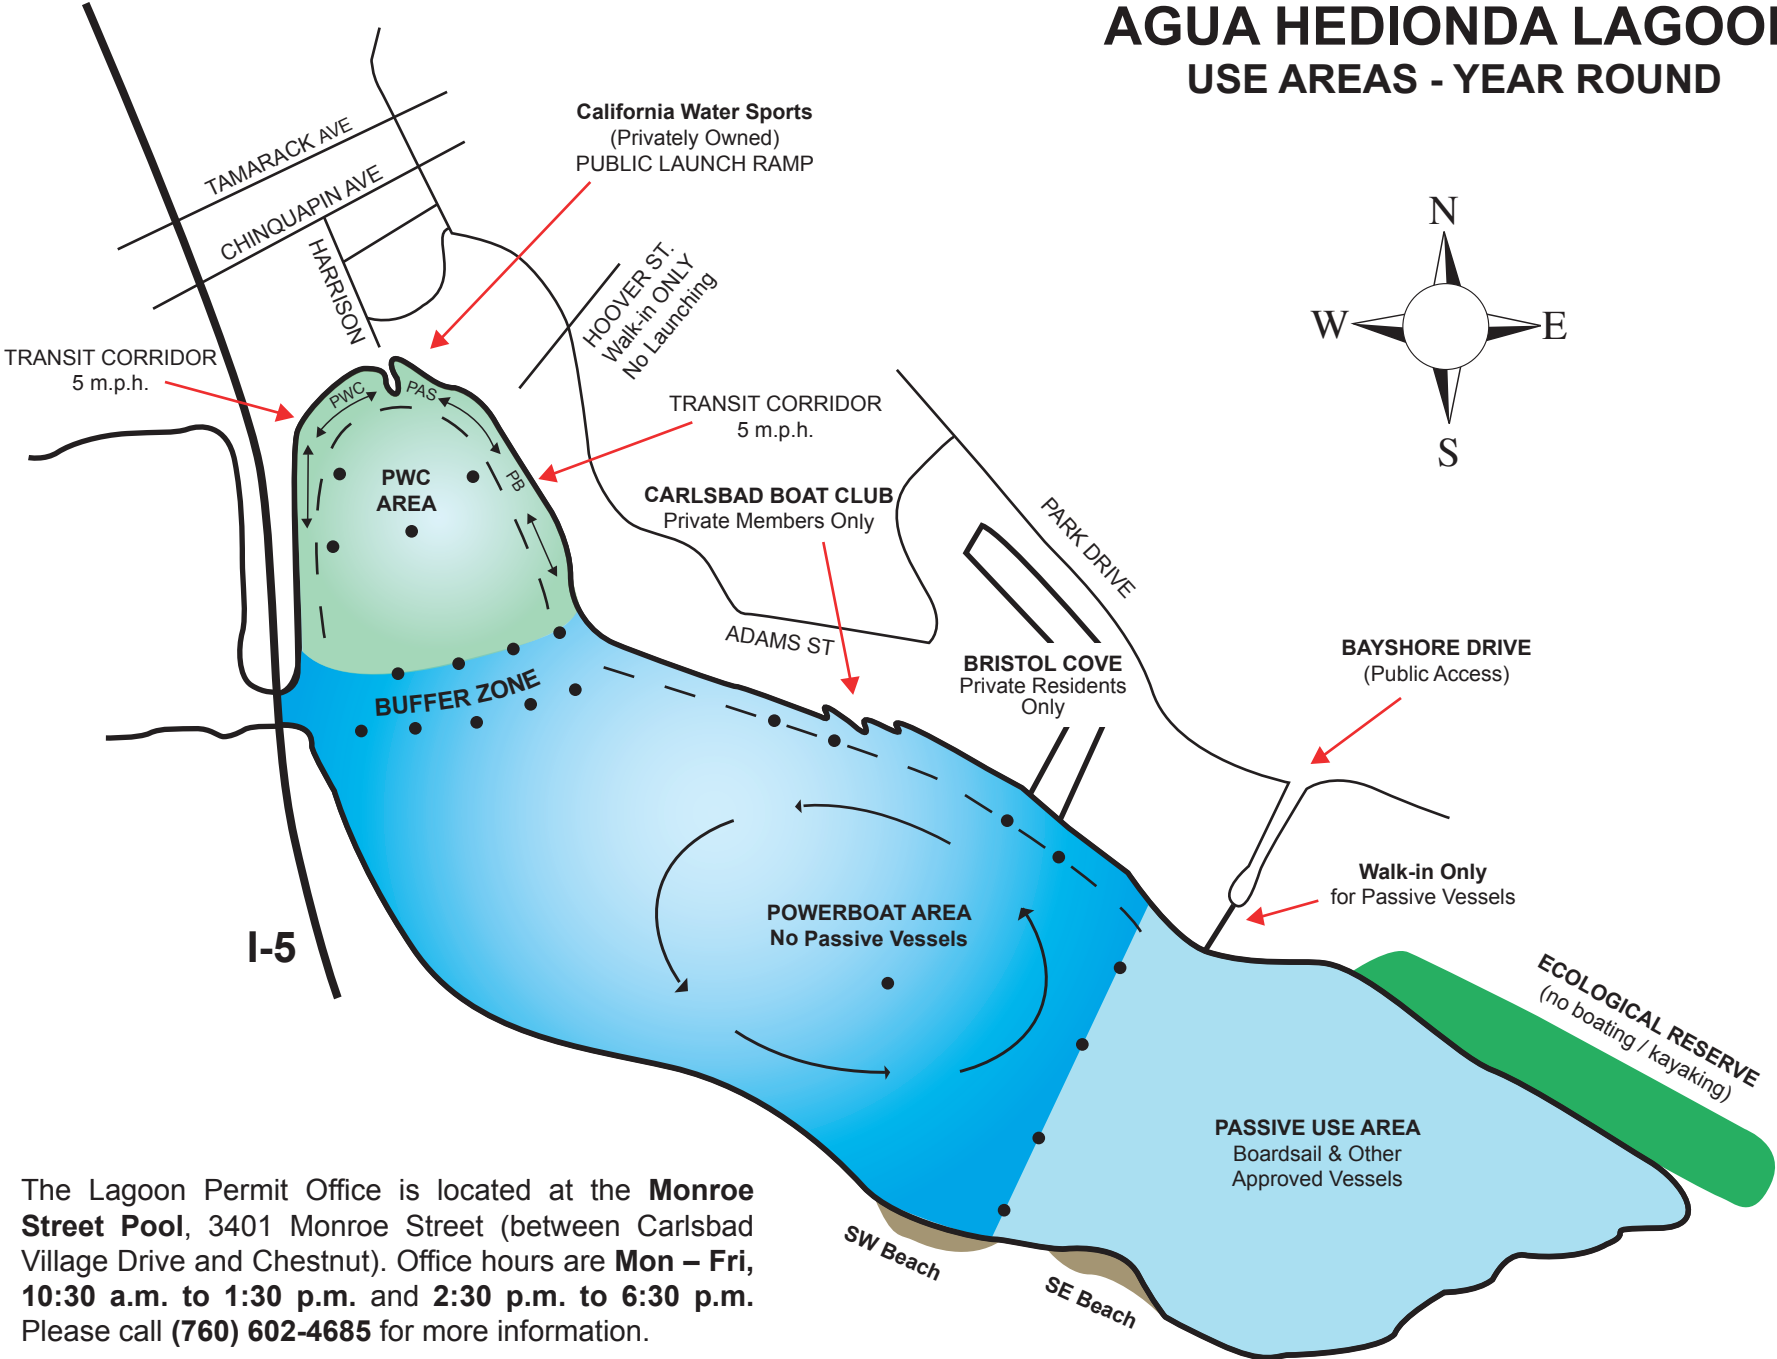 AGUA HEDIONDA LAGOON
USE AREAS - YEAR ROUND
California Water Sports
(Privately Owned)
PUBLIC LAUNCH RAMP
TAMARACK AVE
CHINQUAPIN AVE
HARRISON
HOOVER ST.
Walk-in ONLY
No Launching
N
W
E
S
TRANSIT CORRIDOR
5 m.p.h.
PWC
PAS
PB
TRANSIT CORRIDOR
5 m.p.h.
PWC
AREA
CARLSBAD BOAT CLUB
Private Members Only
PARK DRIVE
ADAMS ST
BRISTOL COVE
Private Residents
Only
BAYSHORE DRIVE
(Public Access)
BUFFER ZONE
Walk-in Only
for Passive Vessels
POWERBOAT AREA
No Passive Vessels
I-5
ECOLOGICAL RESERVE
(no boating / kayaking)
PASSIVE USE AREA
Boardsail & Other
Approved Vessels
SW Beach
SE Beach
The Lagoon Permit Office is located at the Monroe
Street Pool, 3401 Monroe Street (between Carlsbad
Village Drive and Chestnut). Office hours are Mon – Fri,
10:30 a.m. to 1:30 p.m. and 2:30 p.m. to 6:30 p.m.
Please call (760) 602-4685 for more information.